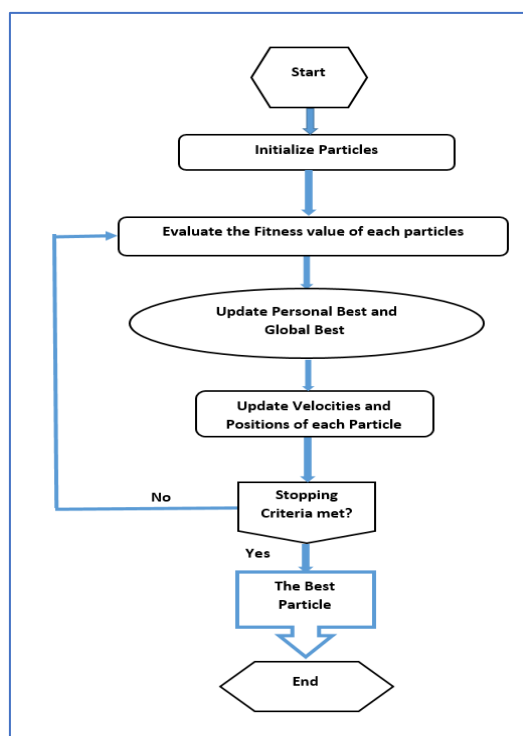 Start
Initialize Particles
Evaluate the Fitness value of each particles
Update Personal Best and
Global Best
Update Velocities and
Positions of each Particle
Stopping
Criteria met?
No
Yes
The Best
Particle
End